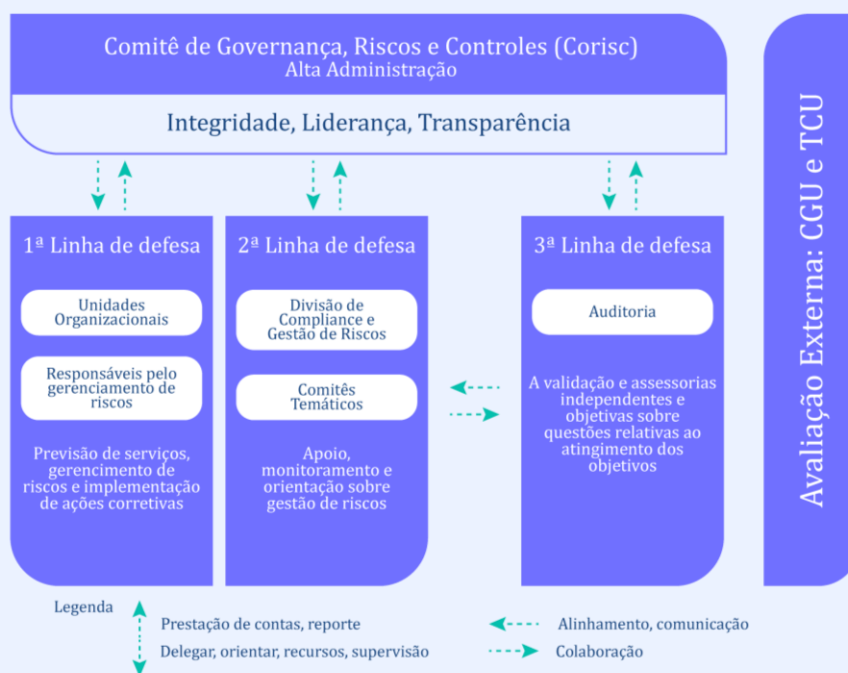 Comitê de Governança, Riscos e Controles (Corisc)
Alta Administração
Integridade, Liderança, Transparência
1ª Linha de defesa
Unidades
Organizacionais
Responsáveis pelo
gerenciamento de
riscos
Previsão de serviços,
gerencimento de
riscos e implementação
de ações corretivas
2ª Linha de defesa
Divisão de
Compliance e
Gestão de Riscos
Comitês
Temáticos
Apoio,
monitoramento e
orientação sobre
gestão de riscos
3ª Linha de defesa
Auditoria
A validação e assessorias
independentes e
objetivas sobre
questões relativas ao
atingimento dos
objetivos
Avaliação Externa: CGU e TCU
Legenda
Prestação de contas, reporte
Delegar, orientar, recursos, supervisão
Alinhamento, comunicação
Colaboração